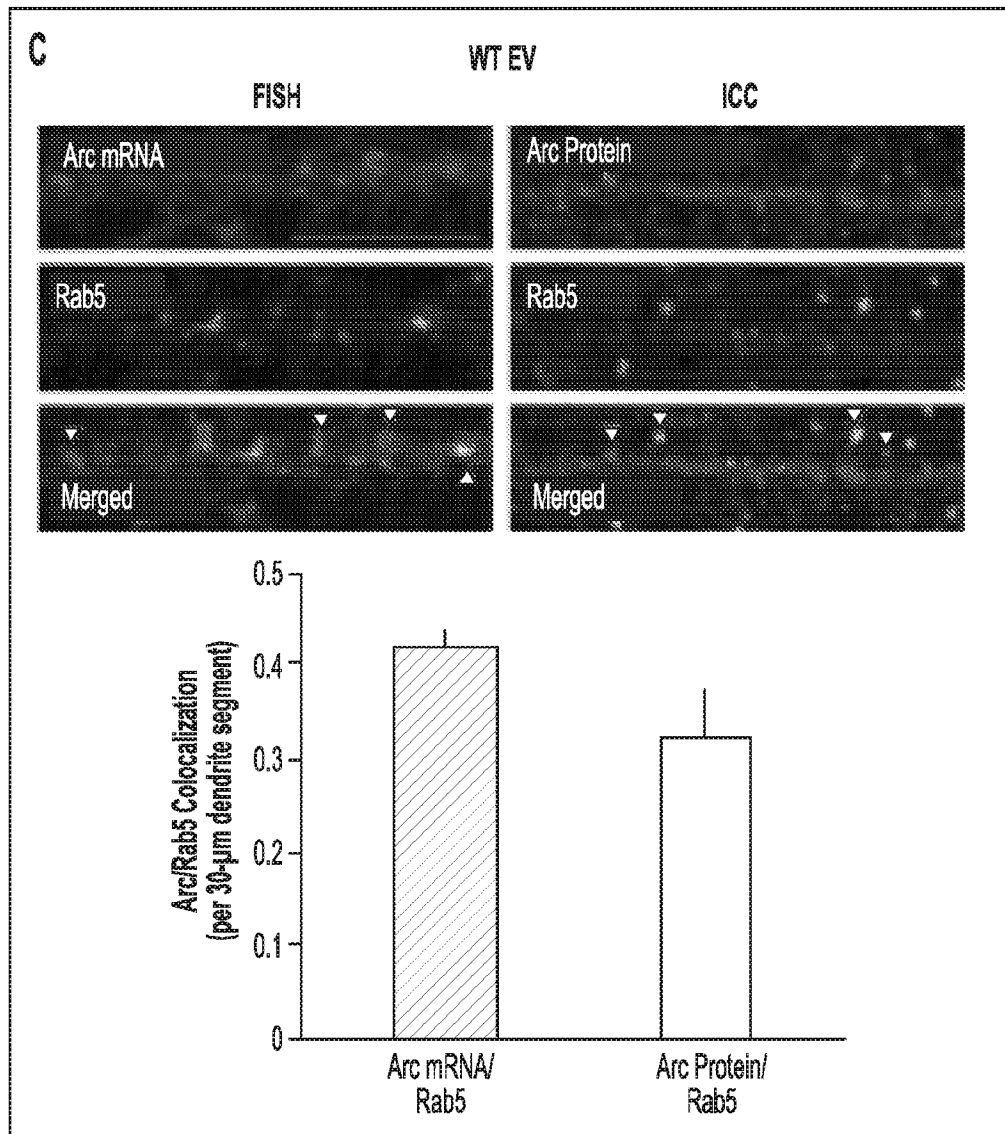 C
WT EV
FISH
ICC
Arc mRNA
Arc Protein
Rab5
Rab5
Merged
Merged
Arc/Rab5 Colocalization
(per 30-μm dendrite segment)
0.5
0.4
0.3
0.2
0.1
0
Arc mRNA/
Rab5
Arc Protein/
Rab5